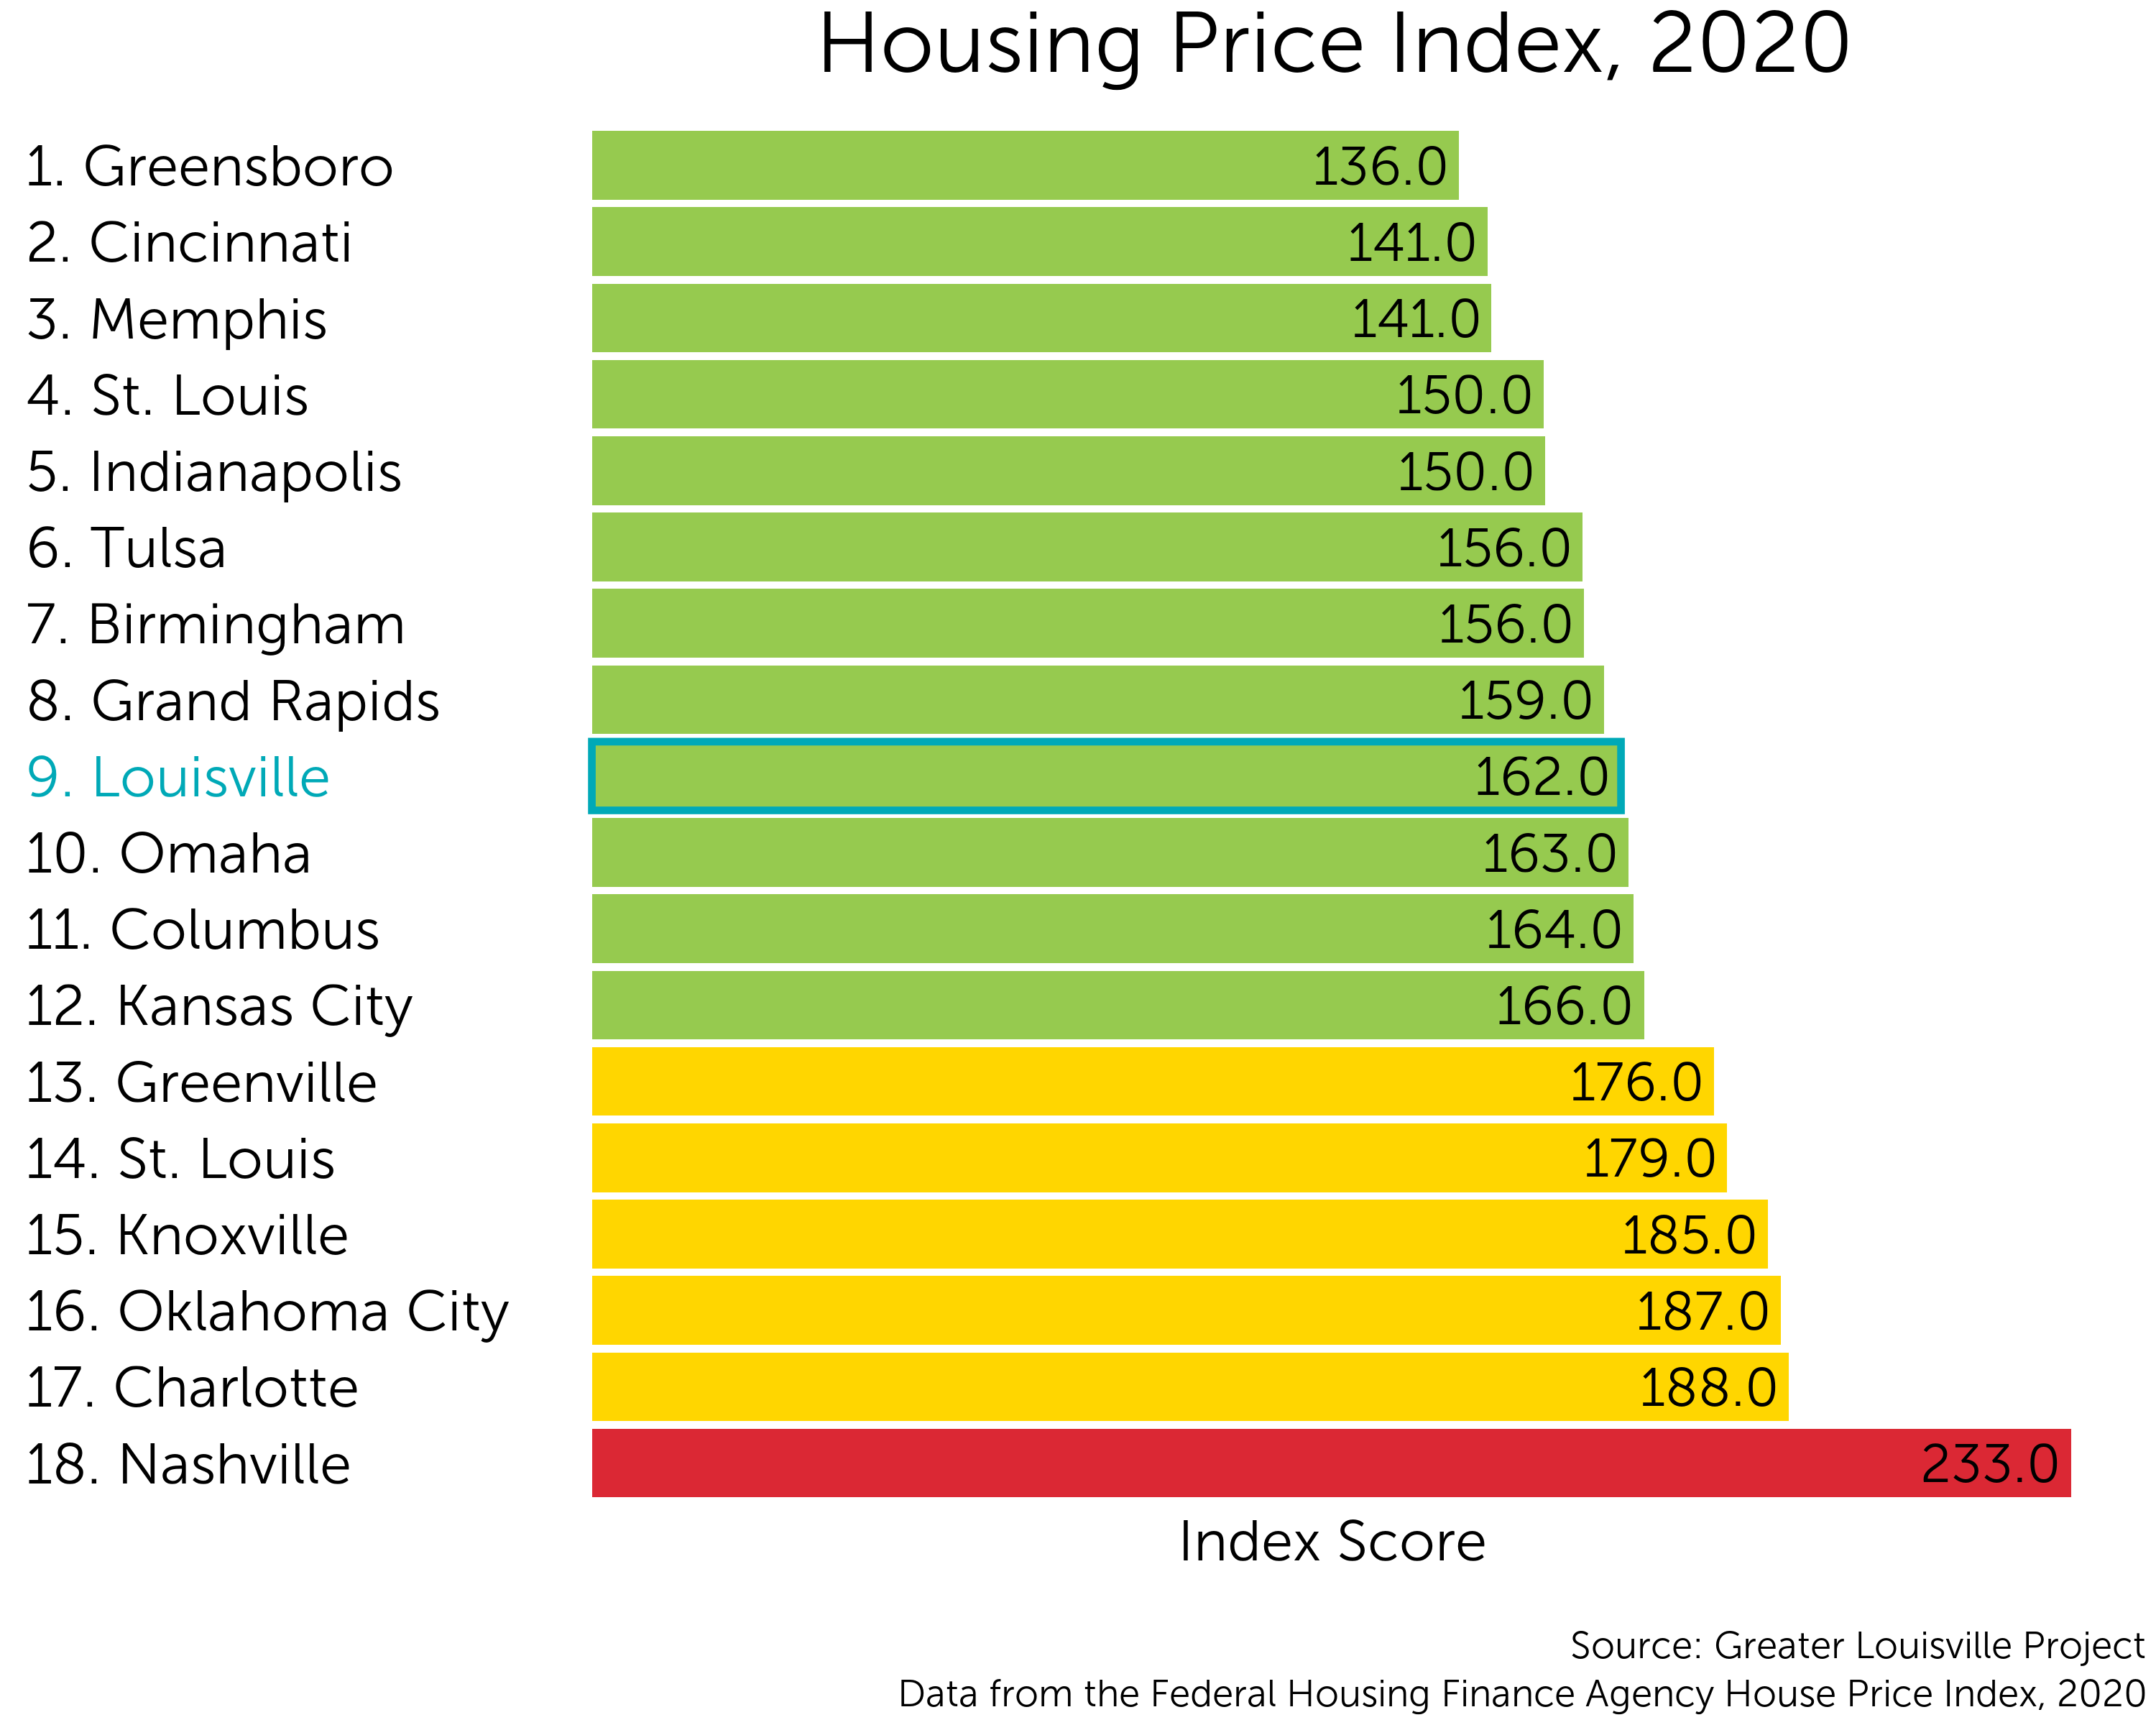 Housing Price Index, 2020
1. Greensboro 136.0
2. Cincinnati 141.0
3. Memphis 141.0
4. St. Louis 150.0
5. Indianapolis 150.0
6. Tulsa 156.0
7. Birmingham 156.0
8. Grand Rapids 159.0
9. Louisville 162.0
10. Omaha 163.0
11. Columbus 164.0
12. Kansas City 166.0
13. Greenville 176.0
14. St. Louis 179.0
15. Knoxville 185.0
16. Oklahoma City 187.0
17. Charlotte 188.0
18. Nashville 233.0
Index Score
Source: Greater Louisville Project
Data from the Federal Housing Finance Agency House Price Index, 2020